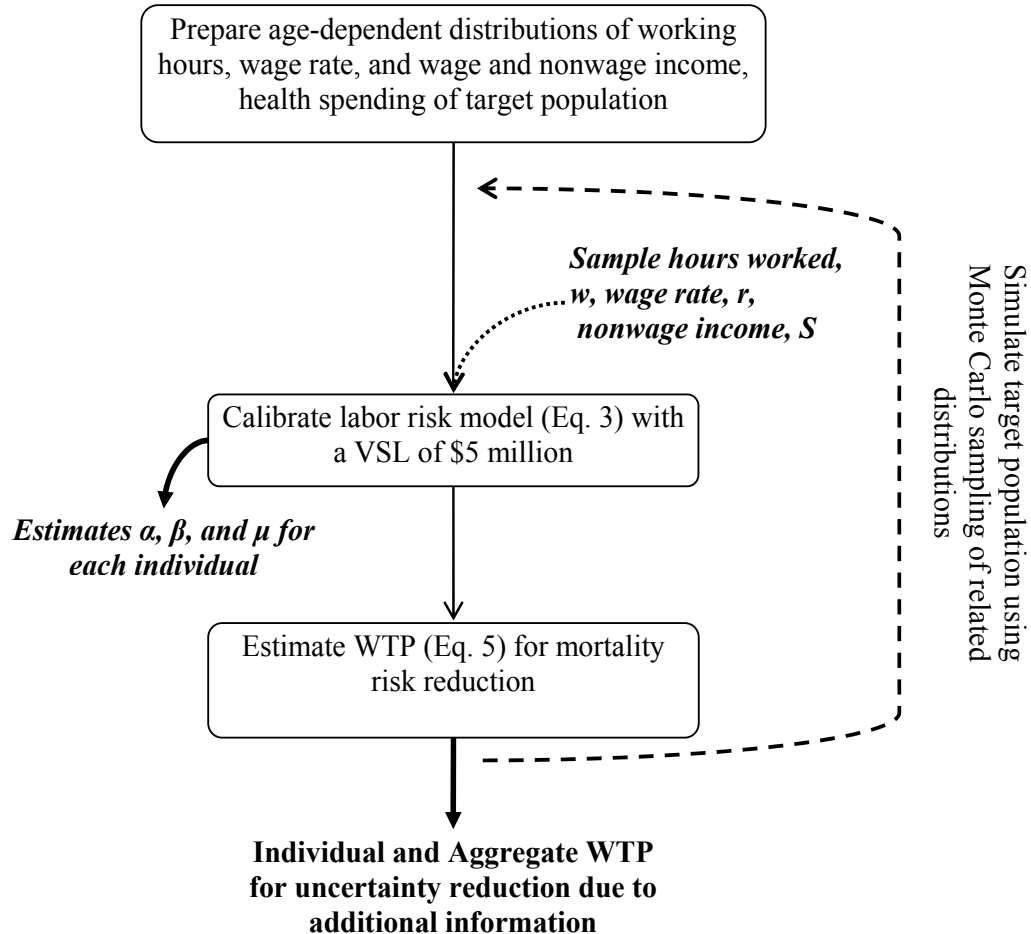 Prepare age-dependent distributions of working
hours, wage rate, and wage and nonwage income,
health spending of target population
Sample hours worked,
w, wage rate, r,
nonwage income, S
Calibrate labor risk model (Eq. 3) with
a VSL of $5 million
Estimates α, β, and μ for
each individual
Estimate WTP (Eq. 5) for mortality
risk reduction
Individual and Aggregate WTP
for uncertainty reduction due to
additional information
Simulate target population using
Monte Carlo sampling of related
distributions